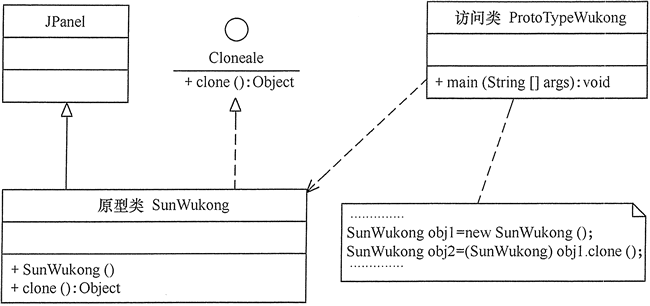 JPanel
Cloneale
+ clone ():Object
访问类 ProtoTypeWukong
+ main (String [] args):void
原型类 SunWukong
+ SunWukong ()
+ clone ():Object
··············
SunWukong obj1=new SunWukong ();
SunWukong obj2=(SunWukong) obj1.clone ();
··············